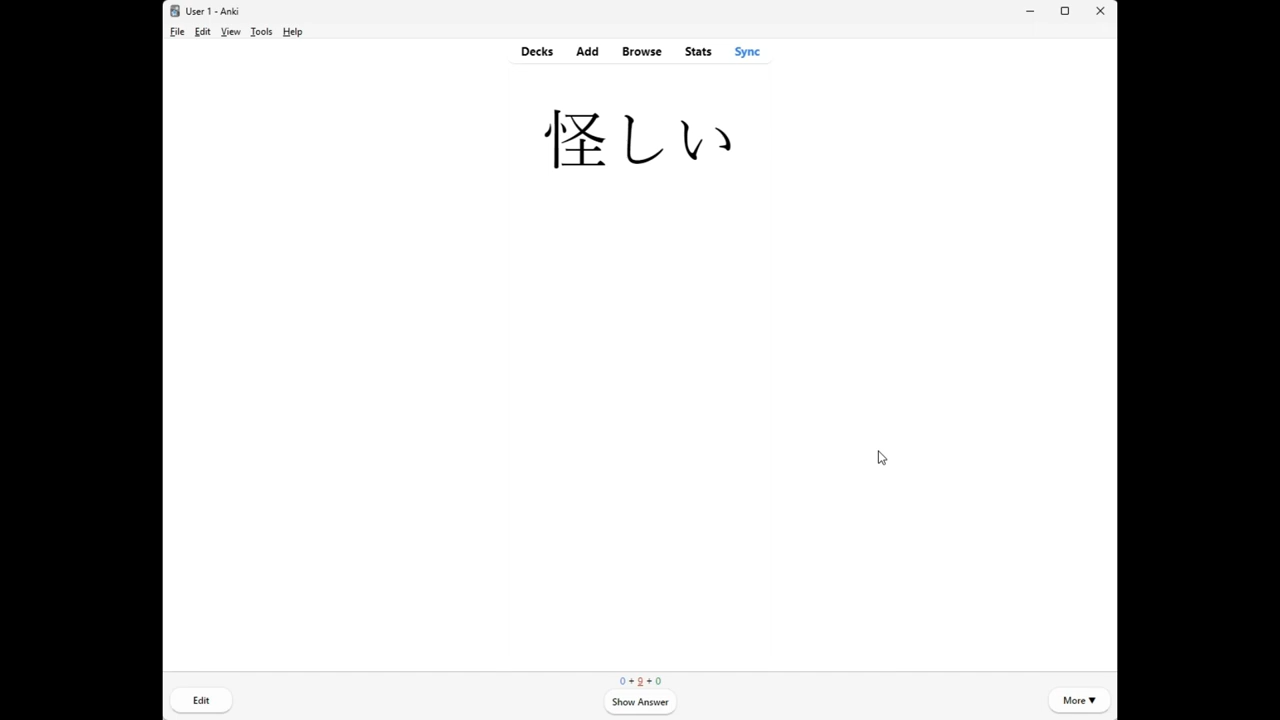 User 1 - Anki
File Edit View Tools Help
Decks Add Browse Stats Sync
怪しい
0 + 9 + 0
Edit Show Answer More ▼